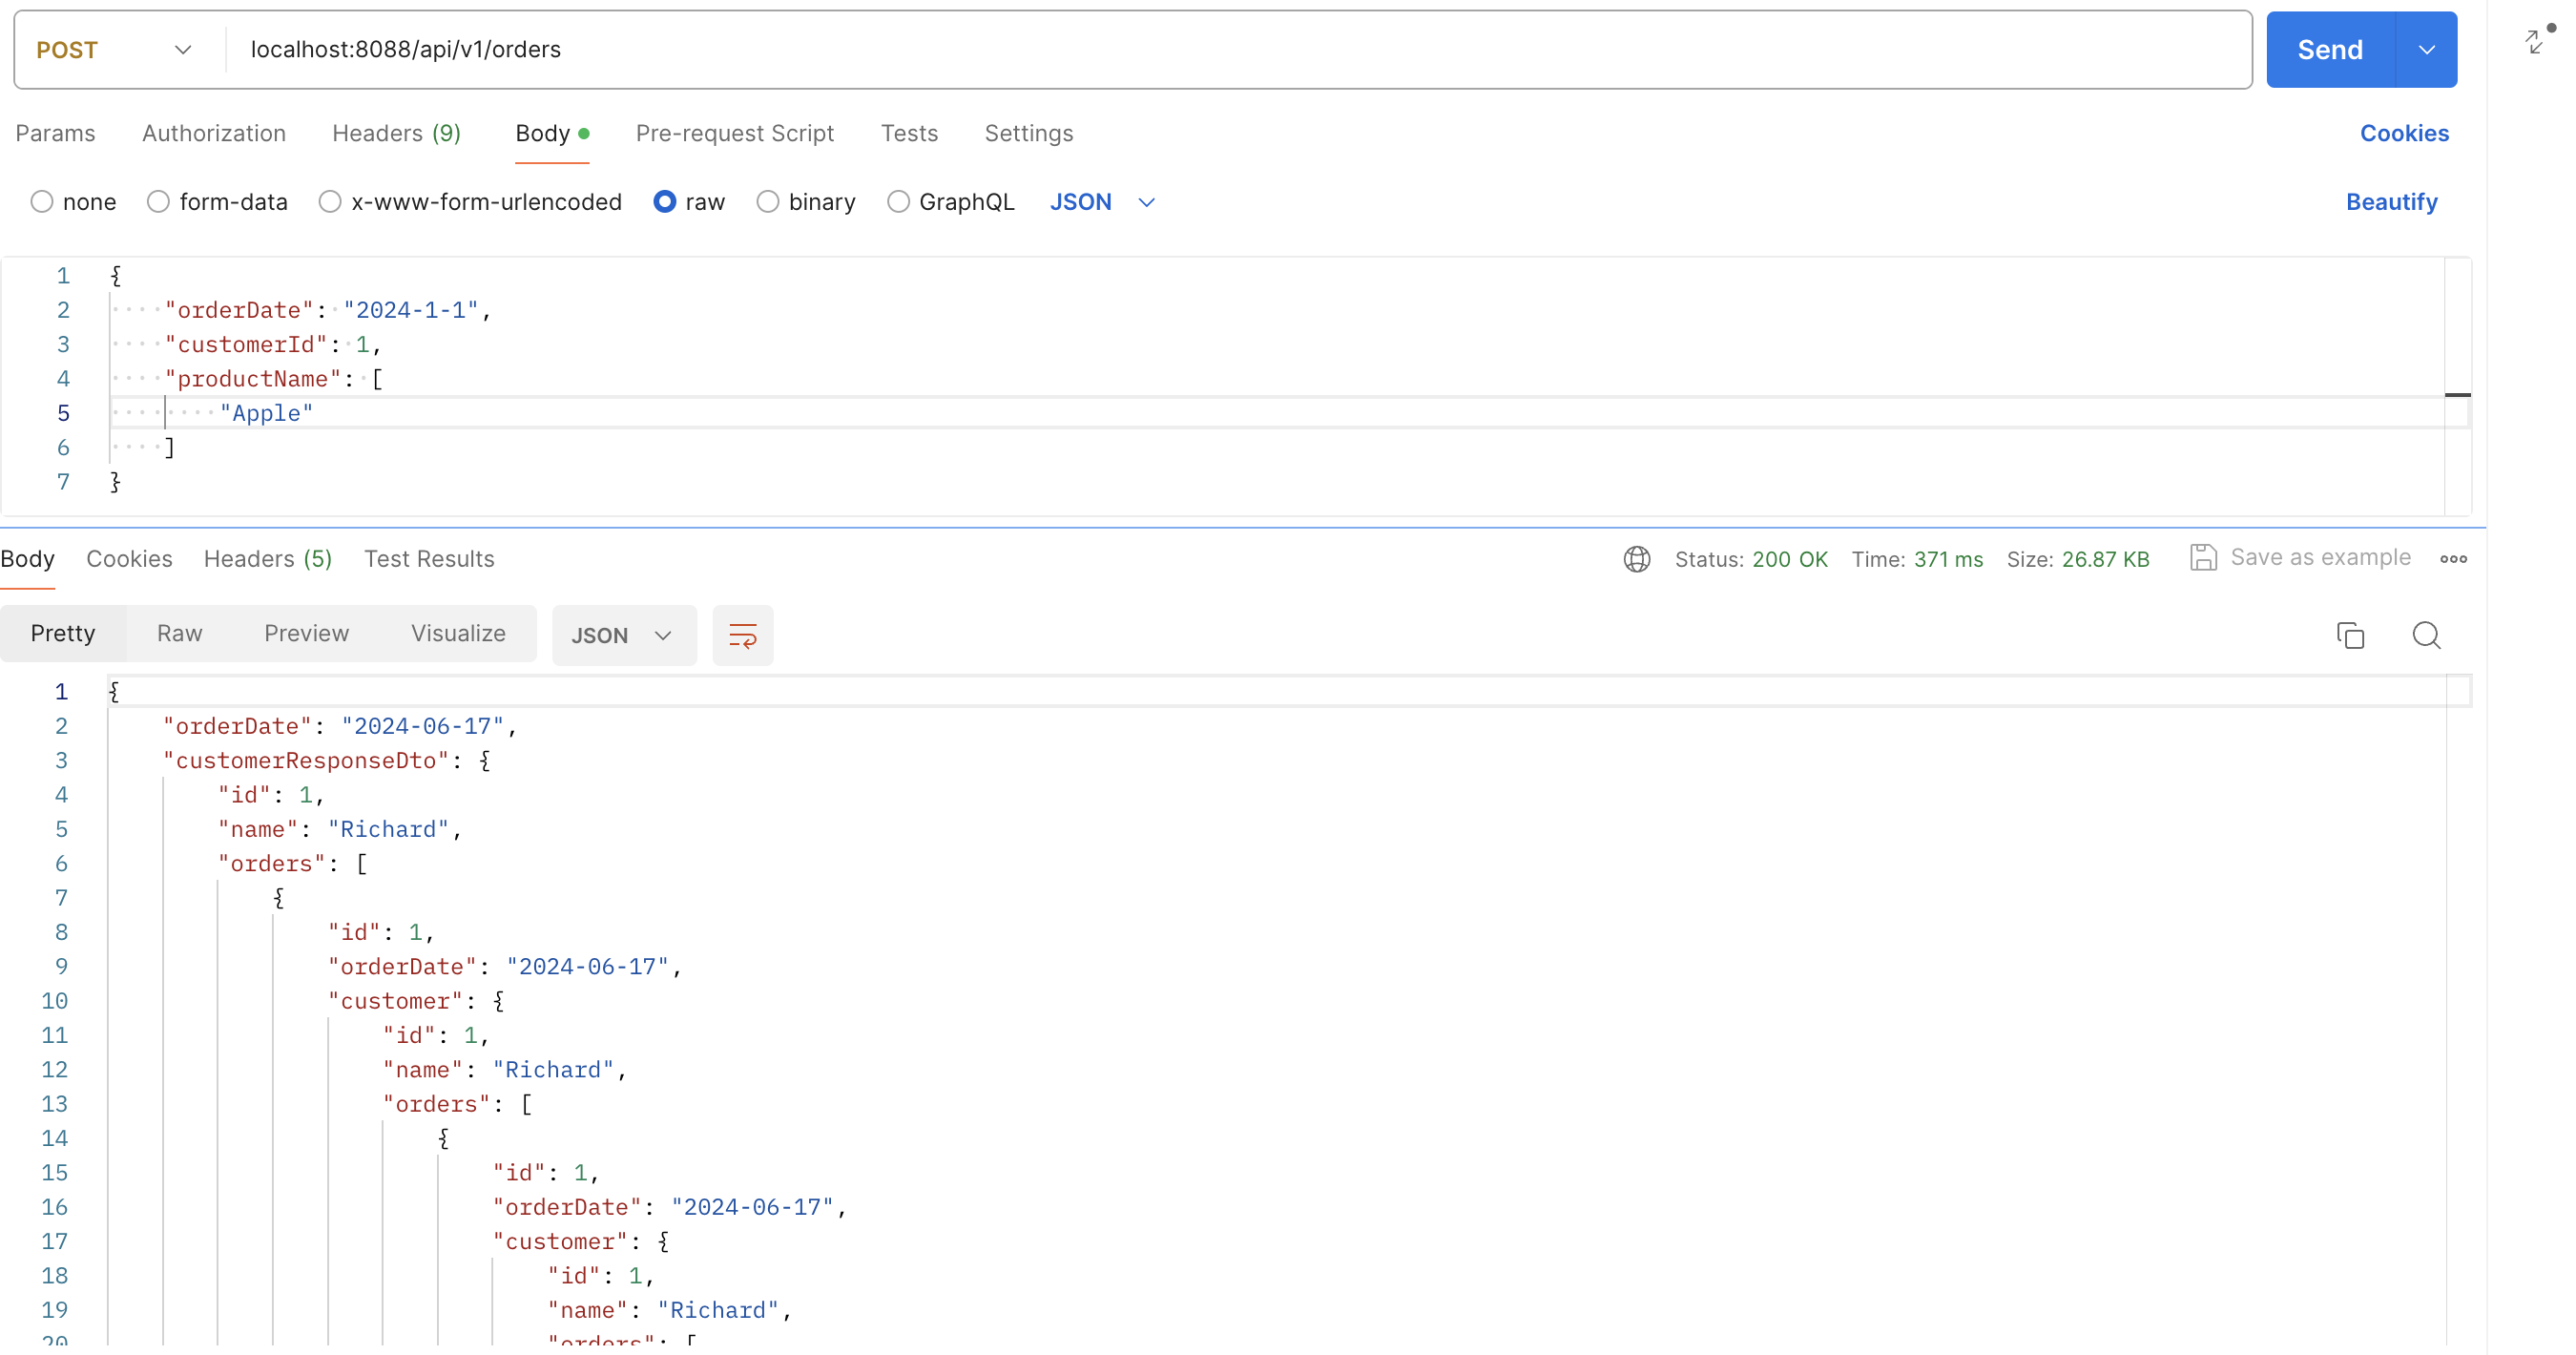 POST localhost:8088/api/v1/orders Send
Params Authorization Headers (9) Body Pre-request Script Tests Settings Cookies
none form-data x-www-form-urlencoded raw binary GraphQL JSON Beautify
1 {
2 "orderDate": "2024-1-1",
3 "customerId": 1,
4 "productName": [
5 "Apple"
6 ]
7 }
Body Cookies Headers (5) Test Results Status: 200 OK Time: 371 ms Size: 26.87 KB Save as example
Pretty Raw Preview Visualize JSON
1 {
2 "orderDate": "2024-06-17",
3 "customerResponseDto": {
4 "id": 1,
5 "name": "Richard",
6 "orders": [
7 {
8 "id": 1,
9 "orderDate": "2024-06-17",
10 "customer": {
11 "id": 1,
12 "name": "Richard",
13 "orders": [
14 {
15 "id": 1,
16 "orderDate": "2024-06-17",
17 "customer": {
18 "id": 1,
19 "name": "Richard",
20 "orders": [